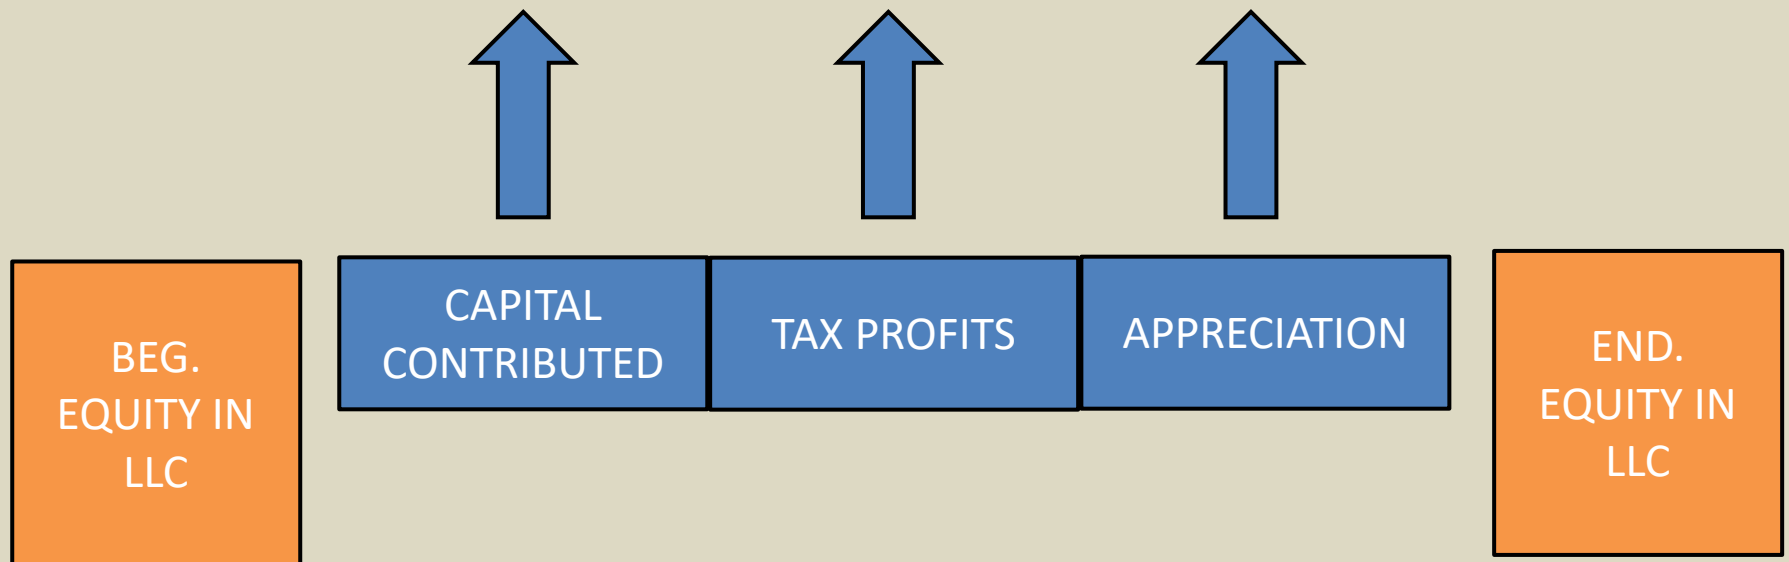 BEG.
EQUITY IN
LLC
CAPITAL
CONTRIBUTED
TAX PROFITS
APPRECIATION
END.
EQUITY IN
LLC